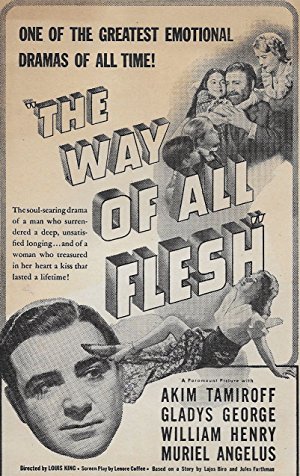 ONE OF THE GREATEST EMOTIONAL
DRAMAS OF ALL TIME!
"THE
WAY
OF ALL
FLESH"
The soul-searing drama
of a man who surren-
dered a deep, unsatis-
fied longing...and of a
woman who treasured
in her heart a kiss that
lasted a lifetime!
A Paramount Picture with
AKIM TAMIROFF
GLADYS GEORGE
WILLIAM HENRY
MURIEL ANGELUS
Directed by LOUIS KING • Screen Play by Lenore Coffee • Based on a Story by Lajos Biro and Jules Furthman